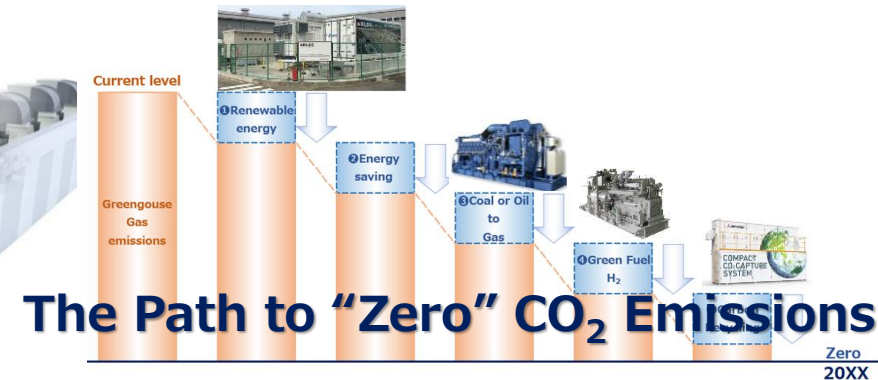 Current level
Greengouse
Gas
emissions
❶Renewable
energy
❷Energy
saving
❸Coal or Oil
to
Gas
❹Green Fuel
H₂
COMPACT
CO₂ CAPTURE
SYSTEM
The Path to “Zero” CO₂ Emissions
Zero
20XX